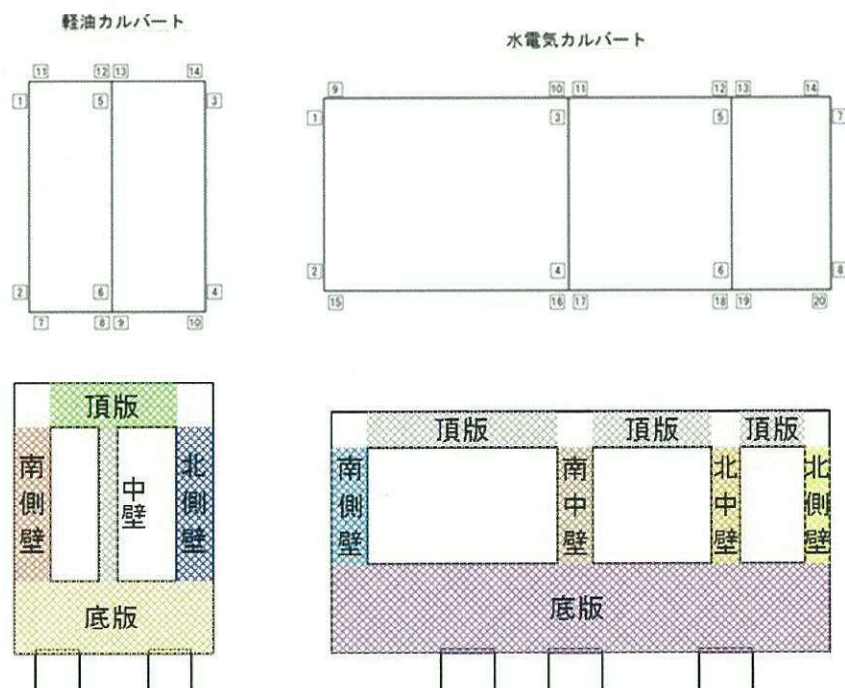 軽油カルバート
11 12 13 14
1 5 3
2 6 4
7 8 9 10
水電気カルバート
9 10 11 12 13 14
1 3 5 7
2 4 6 8
15 16 17 18 19 20
頂版
南側壁
中壁
北側壁
底版
頂版 頂版 頂版
南側壁
南中壁
北中壁
北側壁
底版